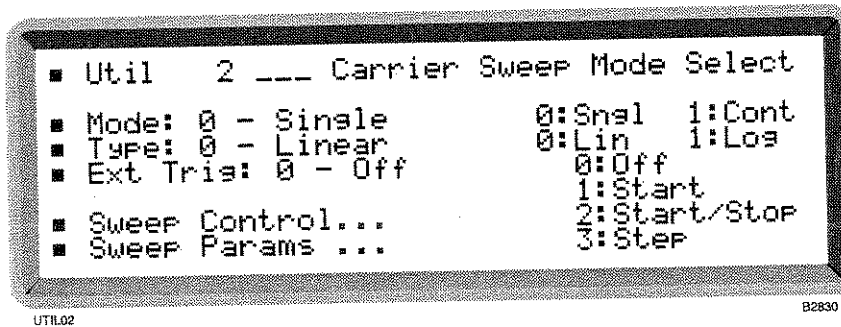 ▪ Util 2 ___ Carrier Sweep Mode Select
▪ Mode: 0 - Single 0:Sngl 1:Cont
▪ Type: 0 - Linear 0:Lin 1:Log
▪ Ext Trig: 0 - Off 0:Off
1:Start
▪ Sweep Control... 2:Start/Stop
▪ Sweep Params ... 3:Step
UTIL02 B2830